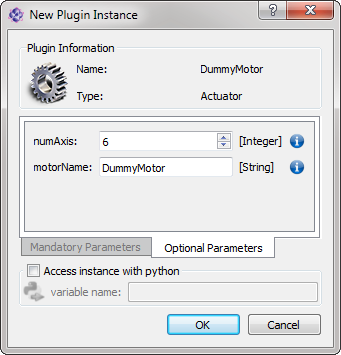 New Plugin Instance
?
Plugin Information
Name: DummyMotor
Type: Actuator
numAxis: 6 [Integer]
motorName: DummyMotor [String]
Mandatory Parameters Optional Parameters
Access instance with python
variable name:
OK Cancel